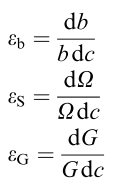 ε_b = db / (b dc)
ε_S = dΩ / (Ω dc)
ε_G = dG / (G dc)